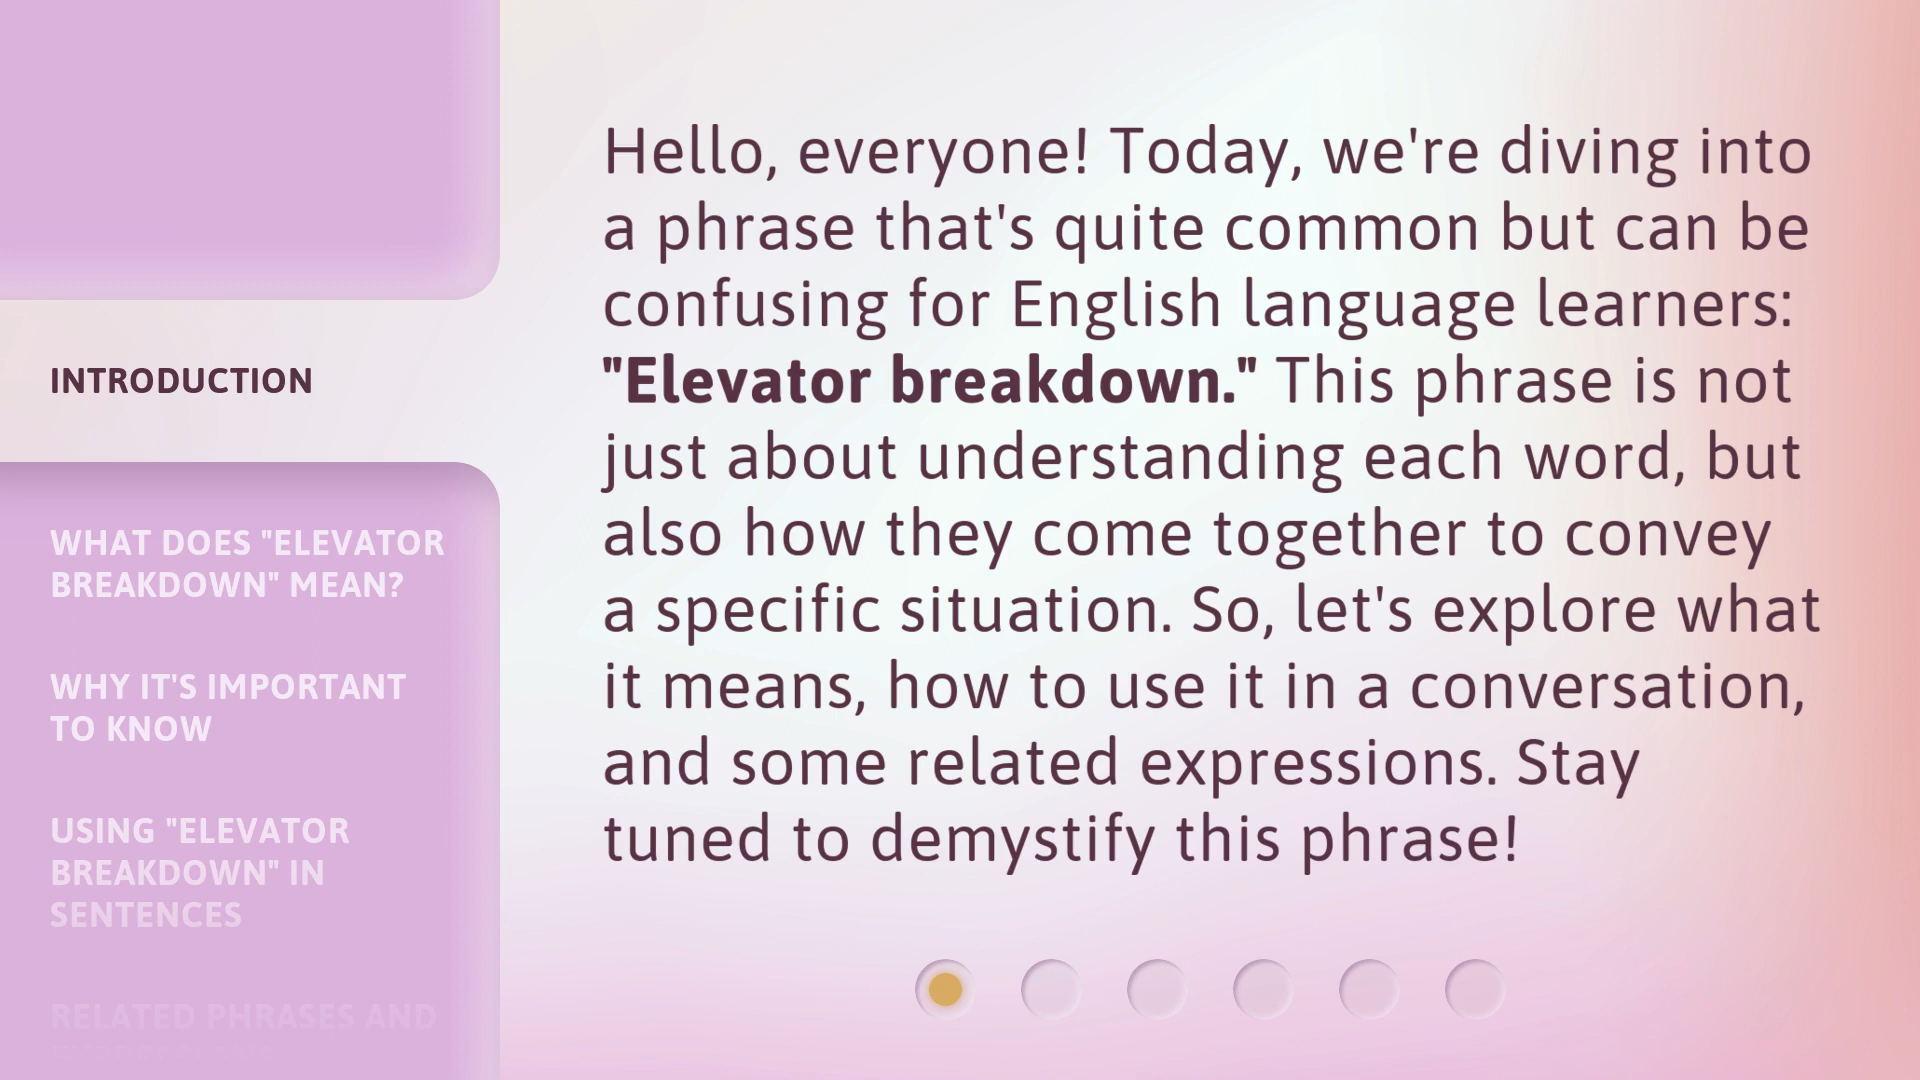 INTRODUCTION
WHAT DOES "ELEVATOR
BREAKDOWN" MEAN?
WHY IT'S IMPORTANT
TO KNOW
USING "ELEVATOR
BREAKDOWN" IN
SENTENCES
RELATED PHRASES AND
Hello, everyone! Today, we're diving into
a phrase that's quite common but can be
confusing for English language learners:
"Elevator breakdown." This phrase is not
just about understanding each word, but
also how they come together to convey
a specific situation. So, let's explore what
it means, how to use it in a conversation,
and some related expressions. Stay
tuned to demystify this phrase!